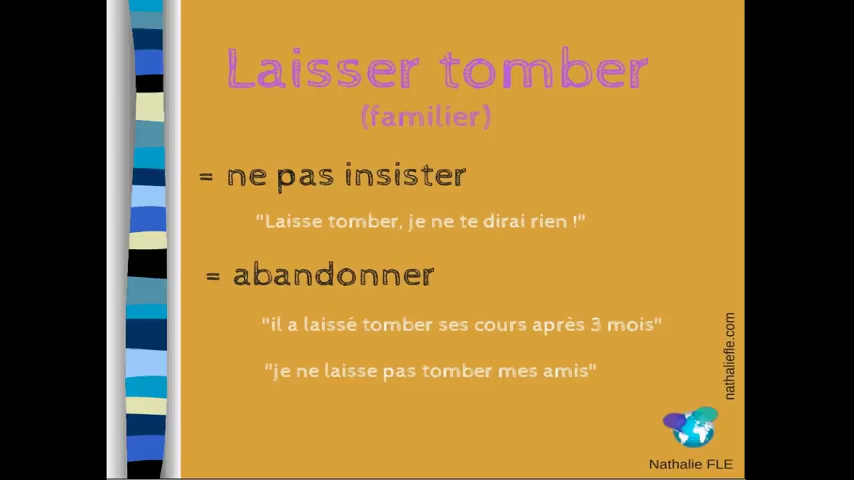 Laisser tomber
(familier)
= ne pas insister
"Laisse tomber, je ne te dirai rien !"
= abandonner
"il a laissé tomber ses cours après 3 mois"
"je ne laisse pas tomber mes amis"
nathaliefle.com
Nathalie FLE